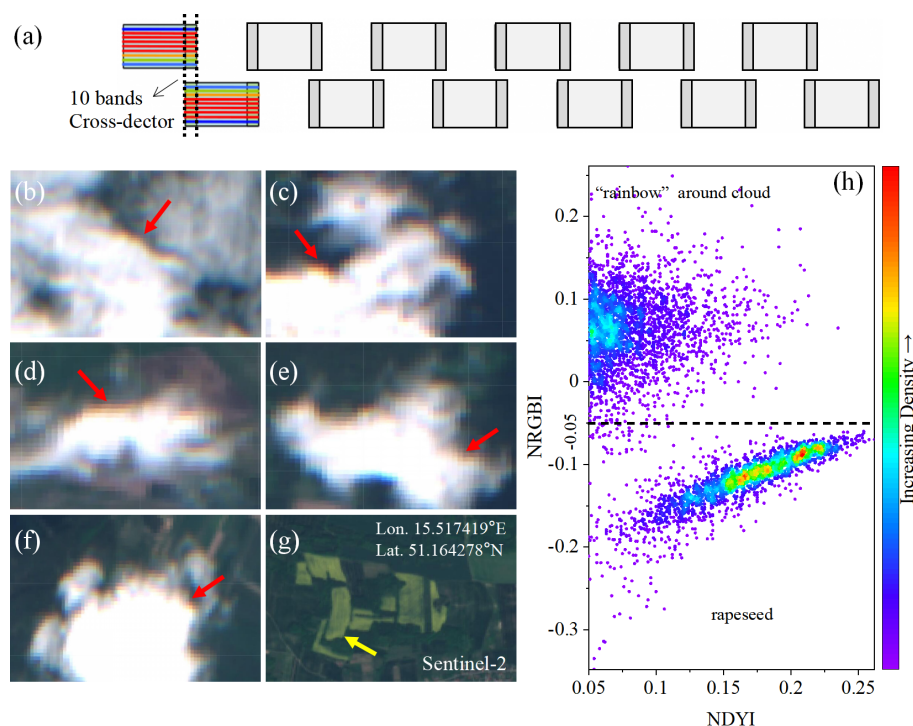 (a)
10 bands
Cross-dector
(b)
(c)
(d)
(e)
(f)
(g)
Lon. 15.517419°E
Lat. 51.164278°N
Sentinel-2
(h)
“rainbow” around cloud
rapeseed
0.2
0.1
0
-0.05
-0.1
-0.2
-0.3
NRGBI
0.05
0.1
0.15
0.2
0.25
NDYI
Increasing Density →